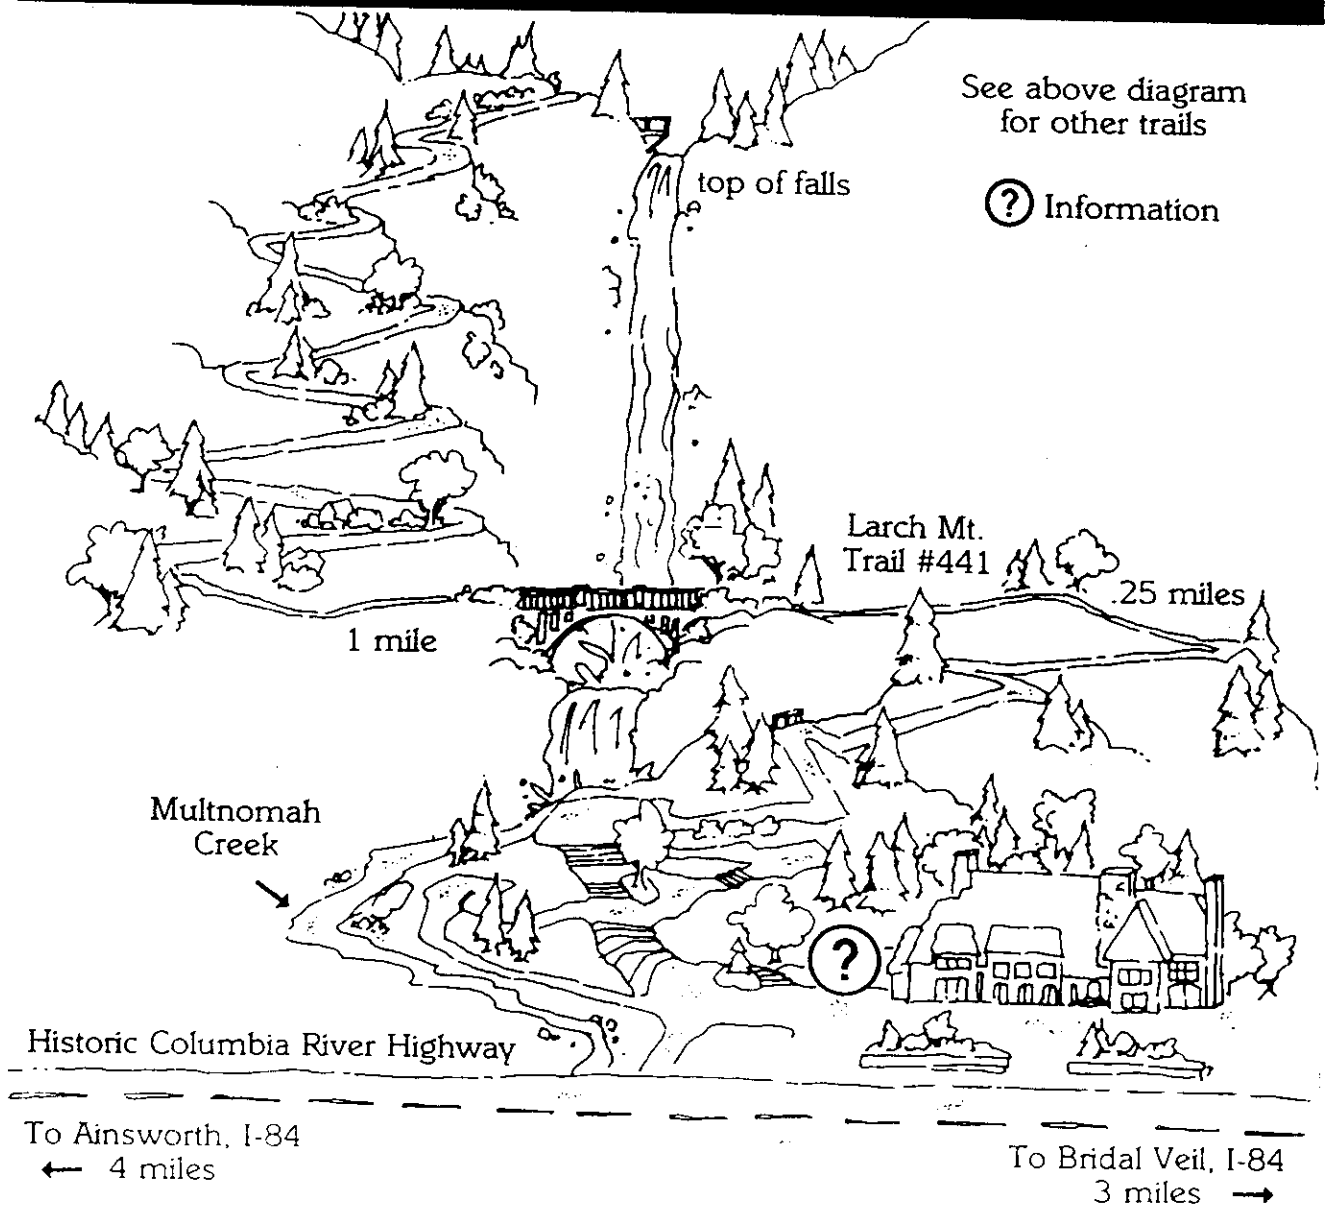 See above diagram
for other trails
top of falls
? Information
Larch Mt.
Trail #441
.25 miles
1 mile
Multnomah
Creek
?
Historic Columbia River Highway
To Ainsworth, I-84
← 4 miles
To Bridal Veil, I-84
3 miles →